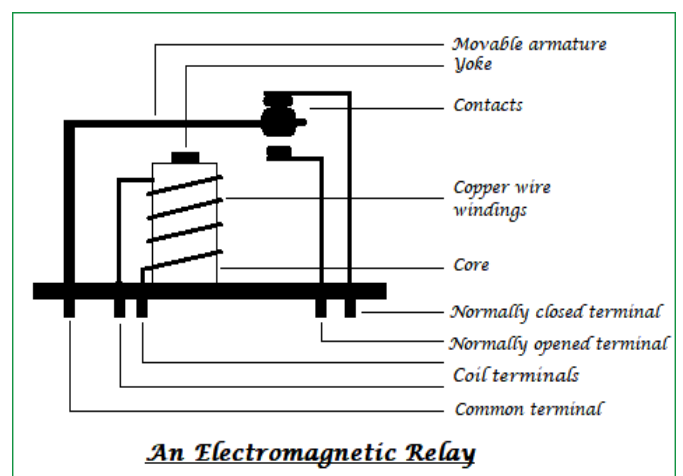 Movable armature
Yoke
Contacts
Copper wire
windings
Core
Normally closed terminal
Normally opened terminal
Coil terminals
Common terminal
An Electromagnetic Relay